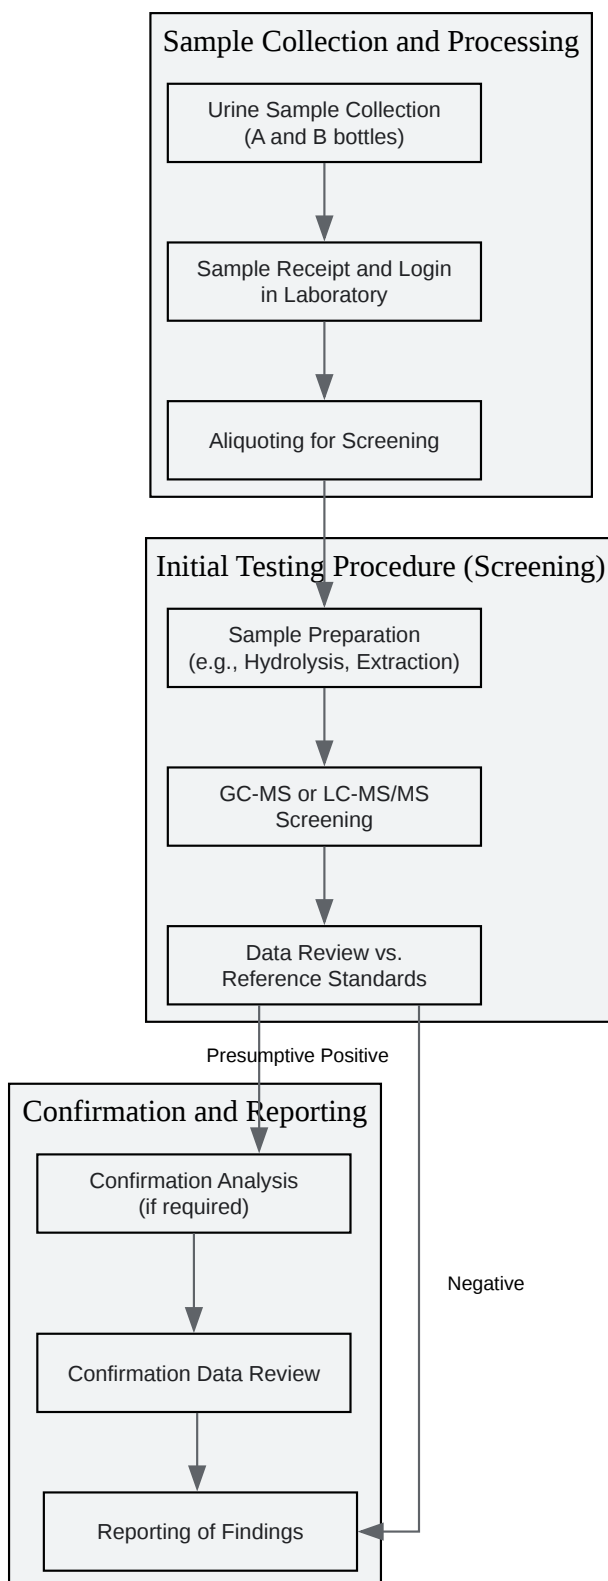 Sample Collection and Processing
Urine Sample Collection
(A and B bottles)
Sample Receipt and Login
in Laboratory
Aliquoting for Screening
Initial Testing Procedure (Screening)
Sample Preparation
(e.g., Hydrolysis, Extraction)
GC-MS or LC-MS/MS
Screening
Data Review vs.
Reference Standards
Presumptive Positive
Confirmation and Reporting
Confirmation Analysis
(if required)
Negative
Confirmation Data Review
Reporting of Findings